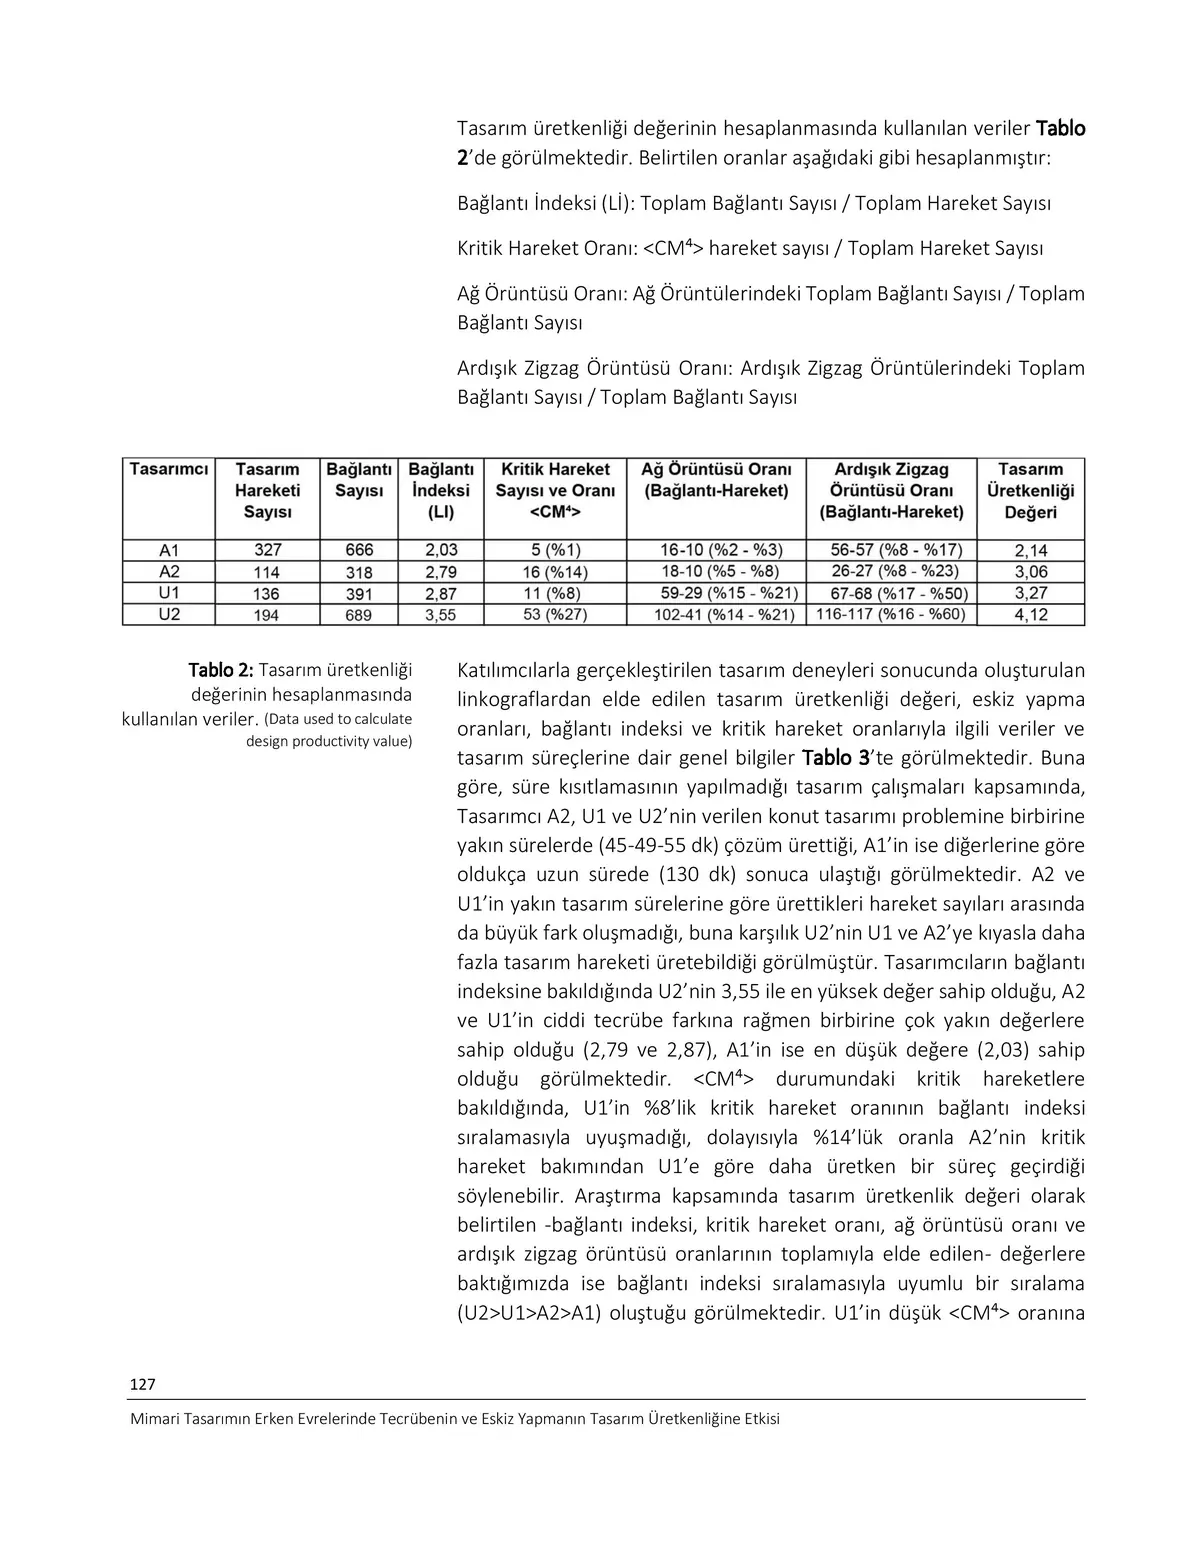 Tasarım üretkenliği değerinin hesaplanmasında kullanılan veriler Tablo
2’de görülmektedir. Belirtilen oranlar aşağıdaki gibi hesaplanmıştır:
Bağlantı İndeksi (Lİ): Toplam Bağlantı Sayısı / Toplam Hareket Sayısı
Kritik Hareket Oranı: <CM⁴> hareket sayısı / Toplam Hareket Sayısı
Ağ Örüntüsü Oranı: Ağ Örüntülerindeki Toplam Bağlantı Sayısı / Toplam
Bağlantı Sayısı
Ardışık Zigzag Örüntüsü Oranı: Ardışık Zigzag Örüntülerindeki Toplam
Bağlantı Sayısı / Toplam Bağlantı Sayısı
Tasarımcı Tasarım Bağlantı Bağlantı Kritik Hareket Ağ Örüntüsü Oranı Ardışık Zigzag Tasarım
Hareketi Sayısı İndeksi Sayısı ve Oranı (Bağlantı-Hareket) Örüntüsü Oranı Üretkenliği
Sayısı (LI) <CM⁴> (Bağlantı-Hareket) Değeri
A1 327 666 2,03 5 (%1) 16-10 (%2 - %3) 56-57 (%8 - %17) 2,14
A2 114 318 2,79 16 (%14) 18-10 (%5 - %8) 26-27 (%8 - %23) 3,06
U1 136 391 2,87 11 (%8) 59-29 (%15 - %21) 67-68 (%17 - %50) 3,27
U2 194 689 3,55 53 (%27) 102-41 (%14 - %21) 116-117 (%16 - %60) 4,12
Tablo 2: Tasarım üretkenliği
değerinin hesaplanmasında
kullanılan veriler. (Data used to calculate
design productivity value)
Katılımcılarla gerçekleştirilen tasarım deneyleri sonucunda oluşturulan
linkograflardan elde edilen tasarım üretkenliği değeri, eskiz yapma
oranları, bağlantı indeksi ve kritik hareket oranlarıyla ilgili veriler ve
tasarım süreçlerine dair genel bilgiler Tablo 3’te görülmektedir. Buna
göre, süre kısıtlamasının yapılmadığı tasarım çalışmaları kapsamında,
Tasarımcı A2, U1 ve U2’nin verilen konut tasarımı problemine birbirine
yakın sürelerde (45-49-55 dk) çözüm ürettiği, A1’in ise diğerlerine göre
oldukça uzun sürede (130 dk) sonuca ulaştığı görülmektedir. A2 ve
U1’in yakın tasarım sürelerine göre ürettikleri hareket sayıları arasında
da büyük fark oluşmadığı, buna karşılık U2’nin U1 ve A2’ye kıyasla daha
fazla tasarım hareketi üretebildiği görülmüştür. Tasarımcıların bağlantı
indeksine bakıldığında U2’nin 3,55 ile en yüksek değer sahip olduğu, A2
ve U1’in ciddi tecrübe farkına rağmen birbirine çok yakın değerlere
sahip olduğu (2,79 ve 2,87), A1’in ise en düşük değere (2,03) sahip
olduğu görülmektedir. <CM⁴> durumundaki kritik hareketlere
bakıldığında, U1’in %8’lik kritik hareket oranının bağlantı indeksi
sıralamasıyla uyuşmadığı, dolayısıyla %14’lük oranla A2’nin kritik
hareket bakımından U1’e göre daha üretken bir süreç geçirdiği
söylenebilir. Araştırma kapsamında tasarım üretkenlik değeri olarak
belirtilen -bağlantı indeksi, kritik hareket oranı, ağ örüntüsü oranı ve
ardışık zigzag örüntüsü oranlarının toplamıyla elde edilen- değerlere
baktığımızda ise bağlantı indeksi sıralamasıyla uyumlu bir sıralama
(U2>U1>A2>A1) oluştuğu görülmektedir. U1’in düşük <CM⁴> oranına
127
Mimari Tasarımın Erken Evrelerinde Tecrübenin ve Eskiz Yapmanın Tasarım Üretkenliğine Etkisi